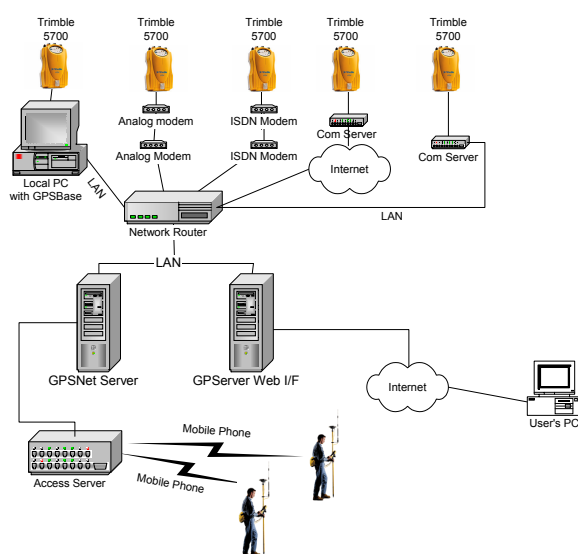 Trimble
5700
Trimble
5700
Trimble
5700
Trimble
5700
Trimble
5700
Analog modem
ISDN Modem
Com Server
Analog Modem
ISDN Modem
Com Server
Internet
Local PC
with GPSBase
LAN
LAN
Network Router
LAN
GPSNet Server
GPServer Web I/F
Internet
User's PC
Mobile Phone
Mobile Phone
Access Server